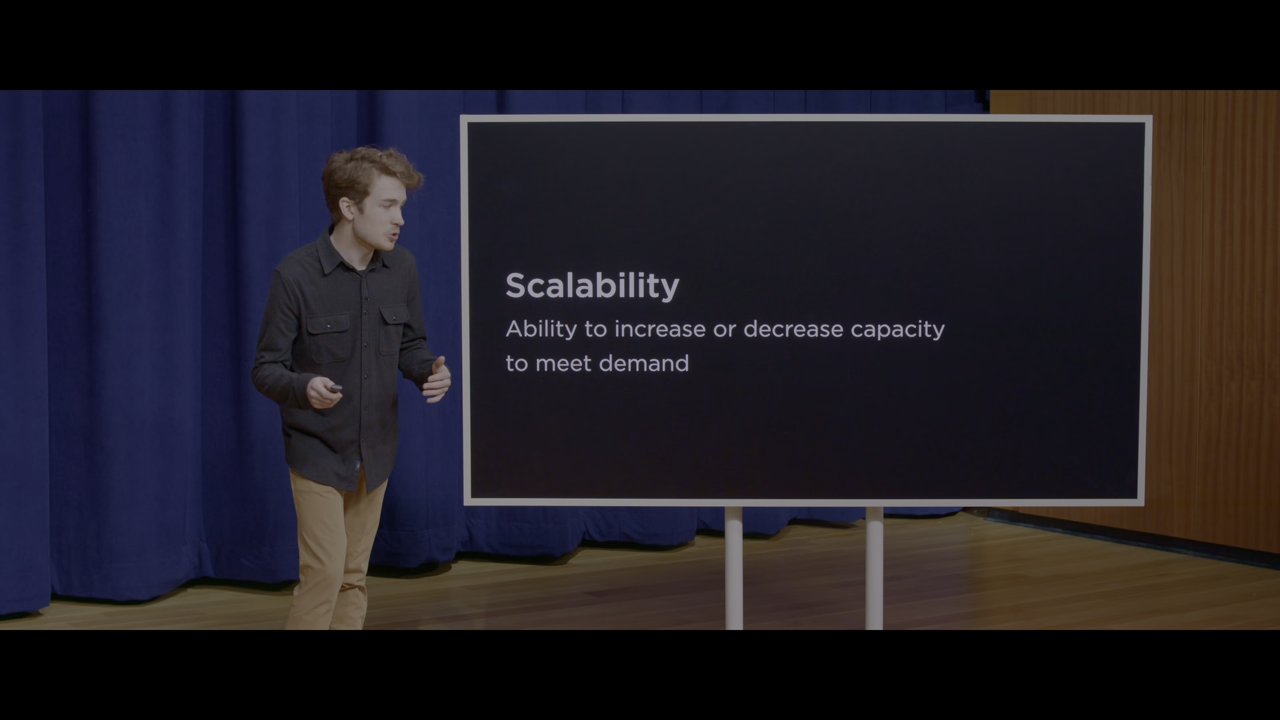 Scalability
Ability to increase or decrease capacity
to meet demand